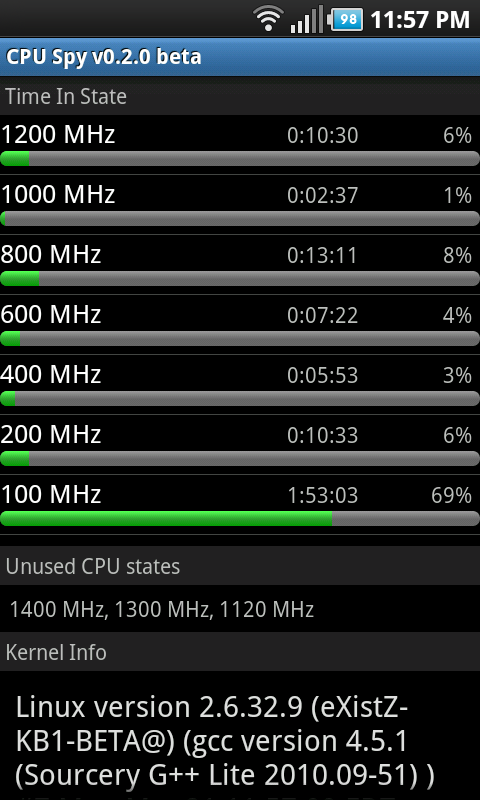 98 11:57 PM
CPU Spy v0.2.0 beta
Time In State
1200 MHz 0:10:30 6%
1000 MHz 0:02:37 1%
800 MHz 0:13:11 8%
600 MHz 0:07:22 4%
400 MHz 0:05:53 3%
200 MHz 0:10:33 6%
100 MHz 1:53:03 69%
Unused CPU states
1400 MHz, 1300 MHz, 1120 MHz
Kernel Info
Linux version 2.6.32.9 (eXistZ-
KB1-BETA@) (gcc version 4.5.1
(Sourcery G++ Lite 2010.09-51) )